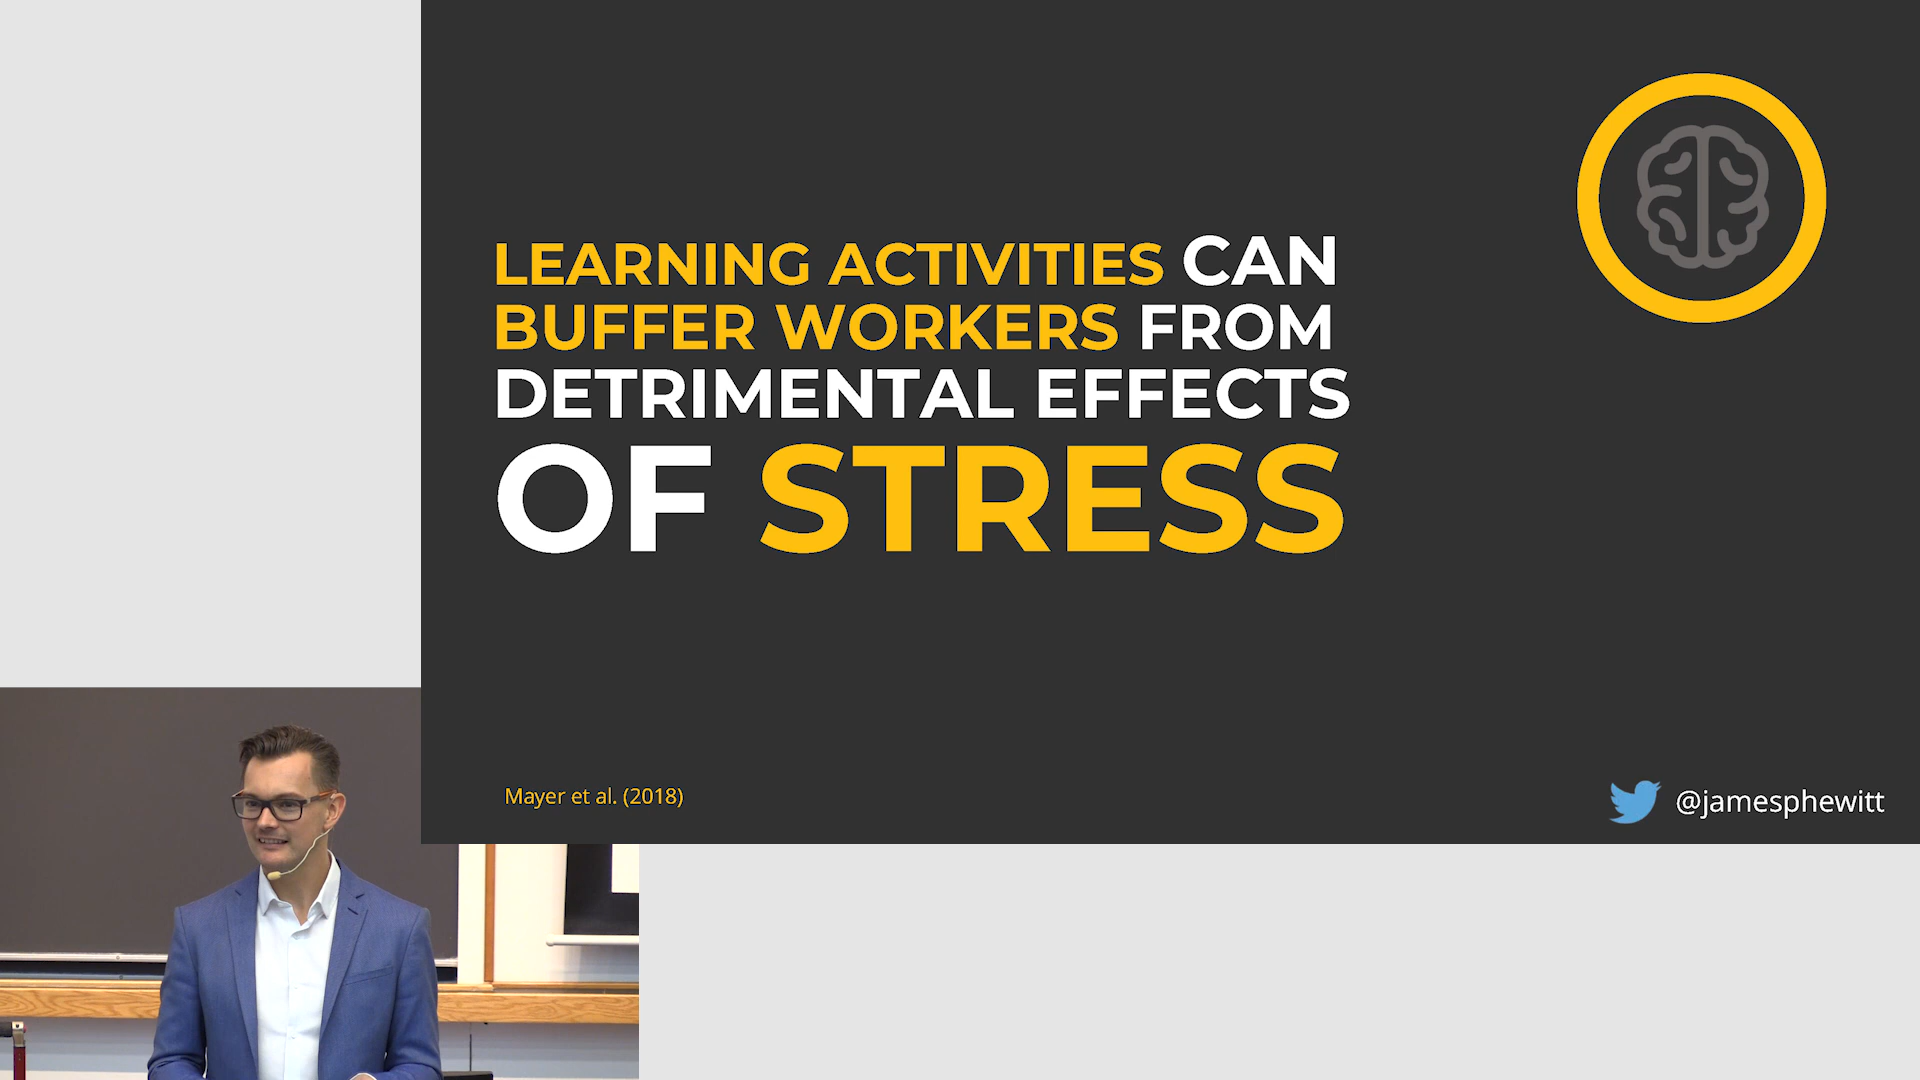 LEARNING ACTIVITIES CAN
BUFFER WORKERS FROM
DETRIMENTAL EFFECTS
OF STRESS
Mayer et al. (2018)
@jamesphewitt